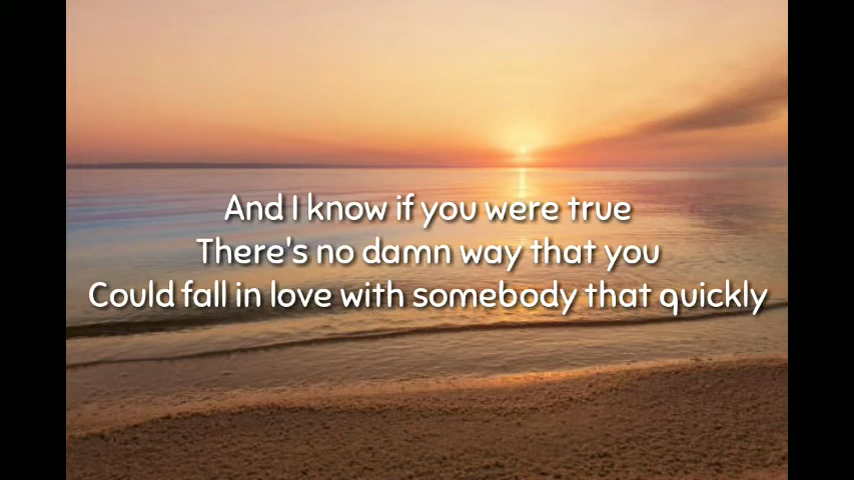 And I know if you were true
There's no damn way that you
Could fall in love with somebody that quickly